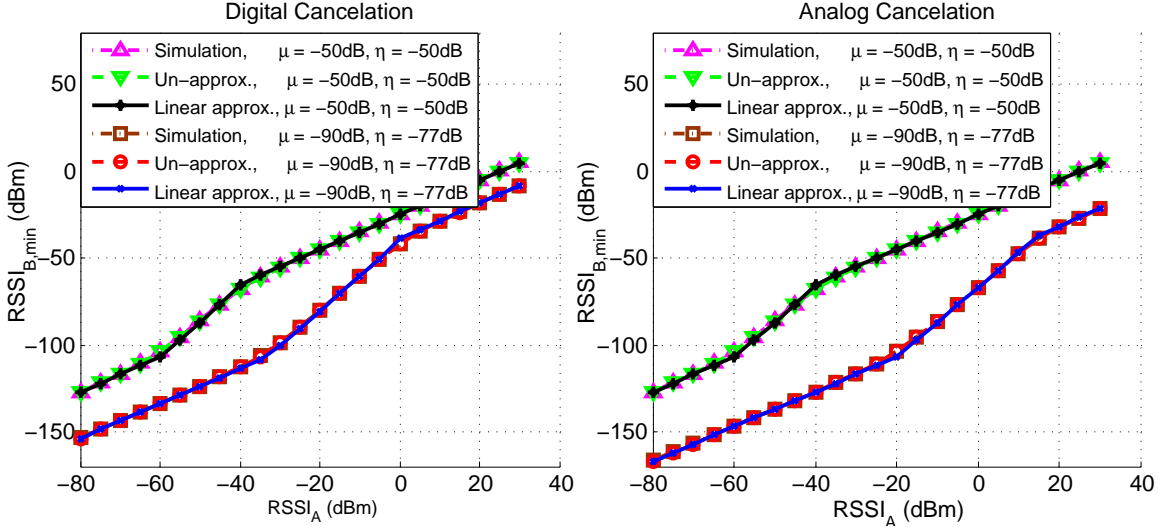 Digital Cancelation
Simulation, μ = −50dB, η = −50dB
Un−approx., μ = −50dB, η = −50dB
Linear approx., μ = −50dB, η = −50dB
Simulation, μ = −90dB, η = −77dB
Un−approx., μ = −90dB, η = −77dB
Linear approx., μ = −90dB, η = −77dB
50
0
−50
−100
−150
RSSI_B,min (dBm)
−80 −60 −40 −20 0 20 40
RSSI_A (dBm)
Analog Cancelation
Simulation, μ = −50dB, η = −50dB
Un−approx., μ = −50dB, η = −50dB
Linear approx., μ = −50dB, η = −50dB
Simulation, μ = −90dB, η = −77dB
Un−approx., μ = −90dB, η = −77dB
Linear approx., μ = −90dB, η = −77dB
50
0
−50
−100
−150
RSSI_B,min (dBm)
−80 −60 −40 −20 0 20 40
RSSI_A (dBm)